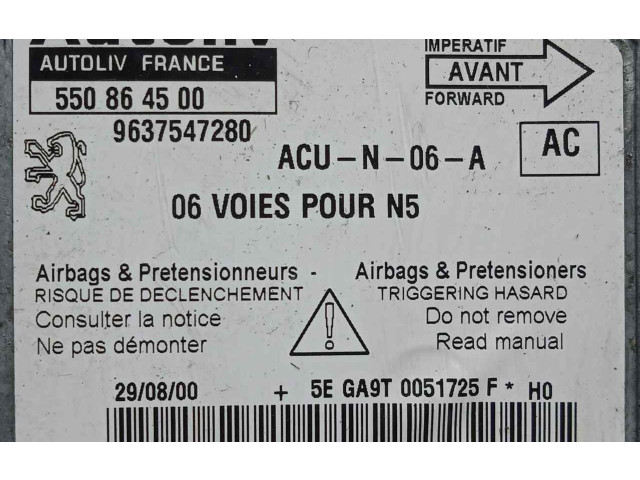 Autoliv
IMPERATIF
AUTOLIV FRANCE
AVANT
550 86 45 00
FORWARD
9637547280
ACU-N-06-A
AC
06 VOIES POUR N5
Airbags & Pretensionneurs -
RISQUE DE DECLENCHEMENT
Consulter la notice
Ne pas démonter
Airbags & Pretensioners
TRIGGERING HASARD
Do not remove
Read manual
29/08/00 + 5E GA9T 0051725 F * H0